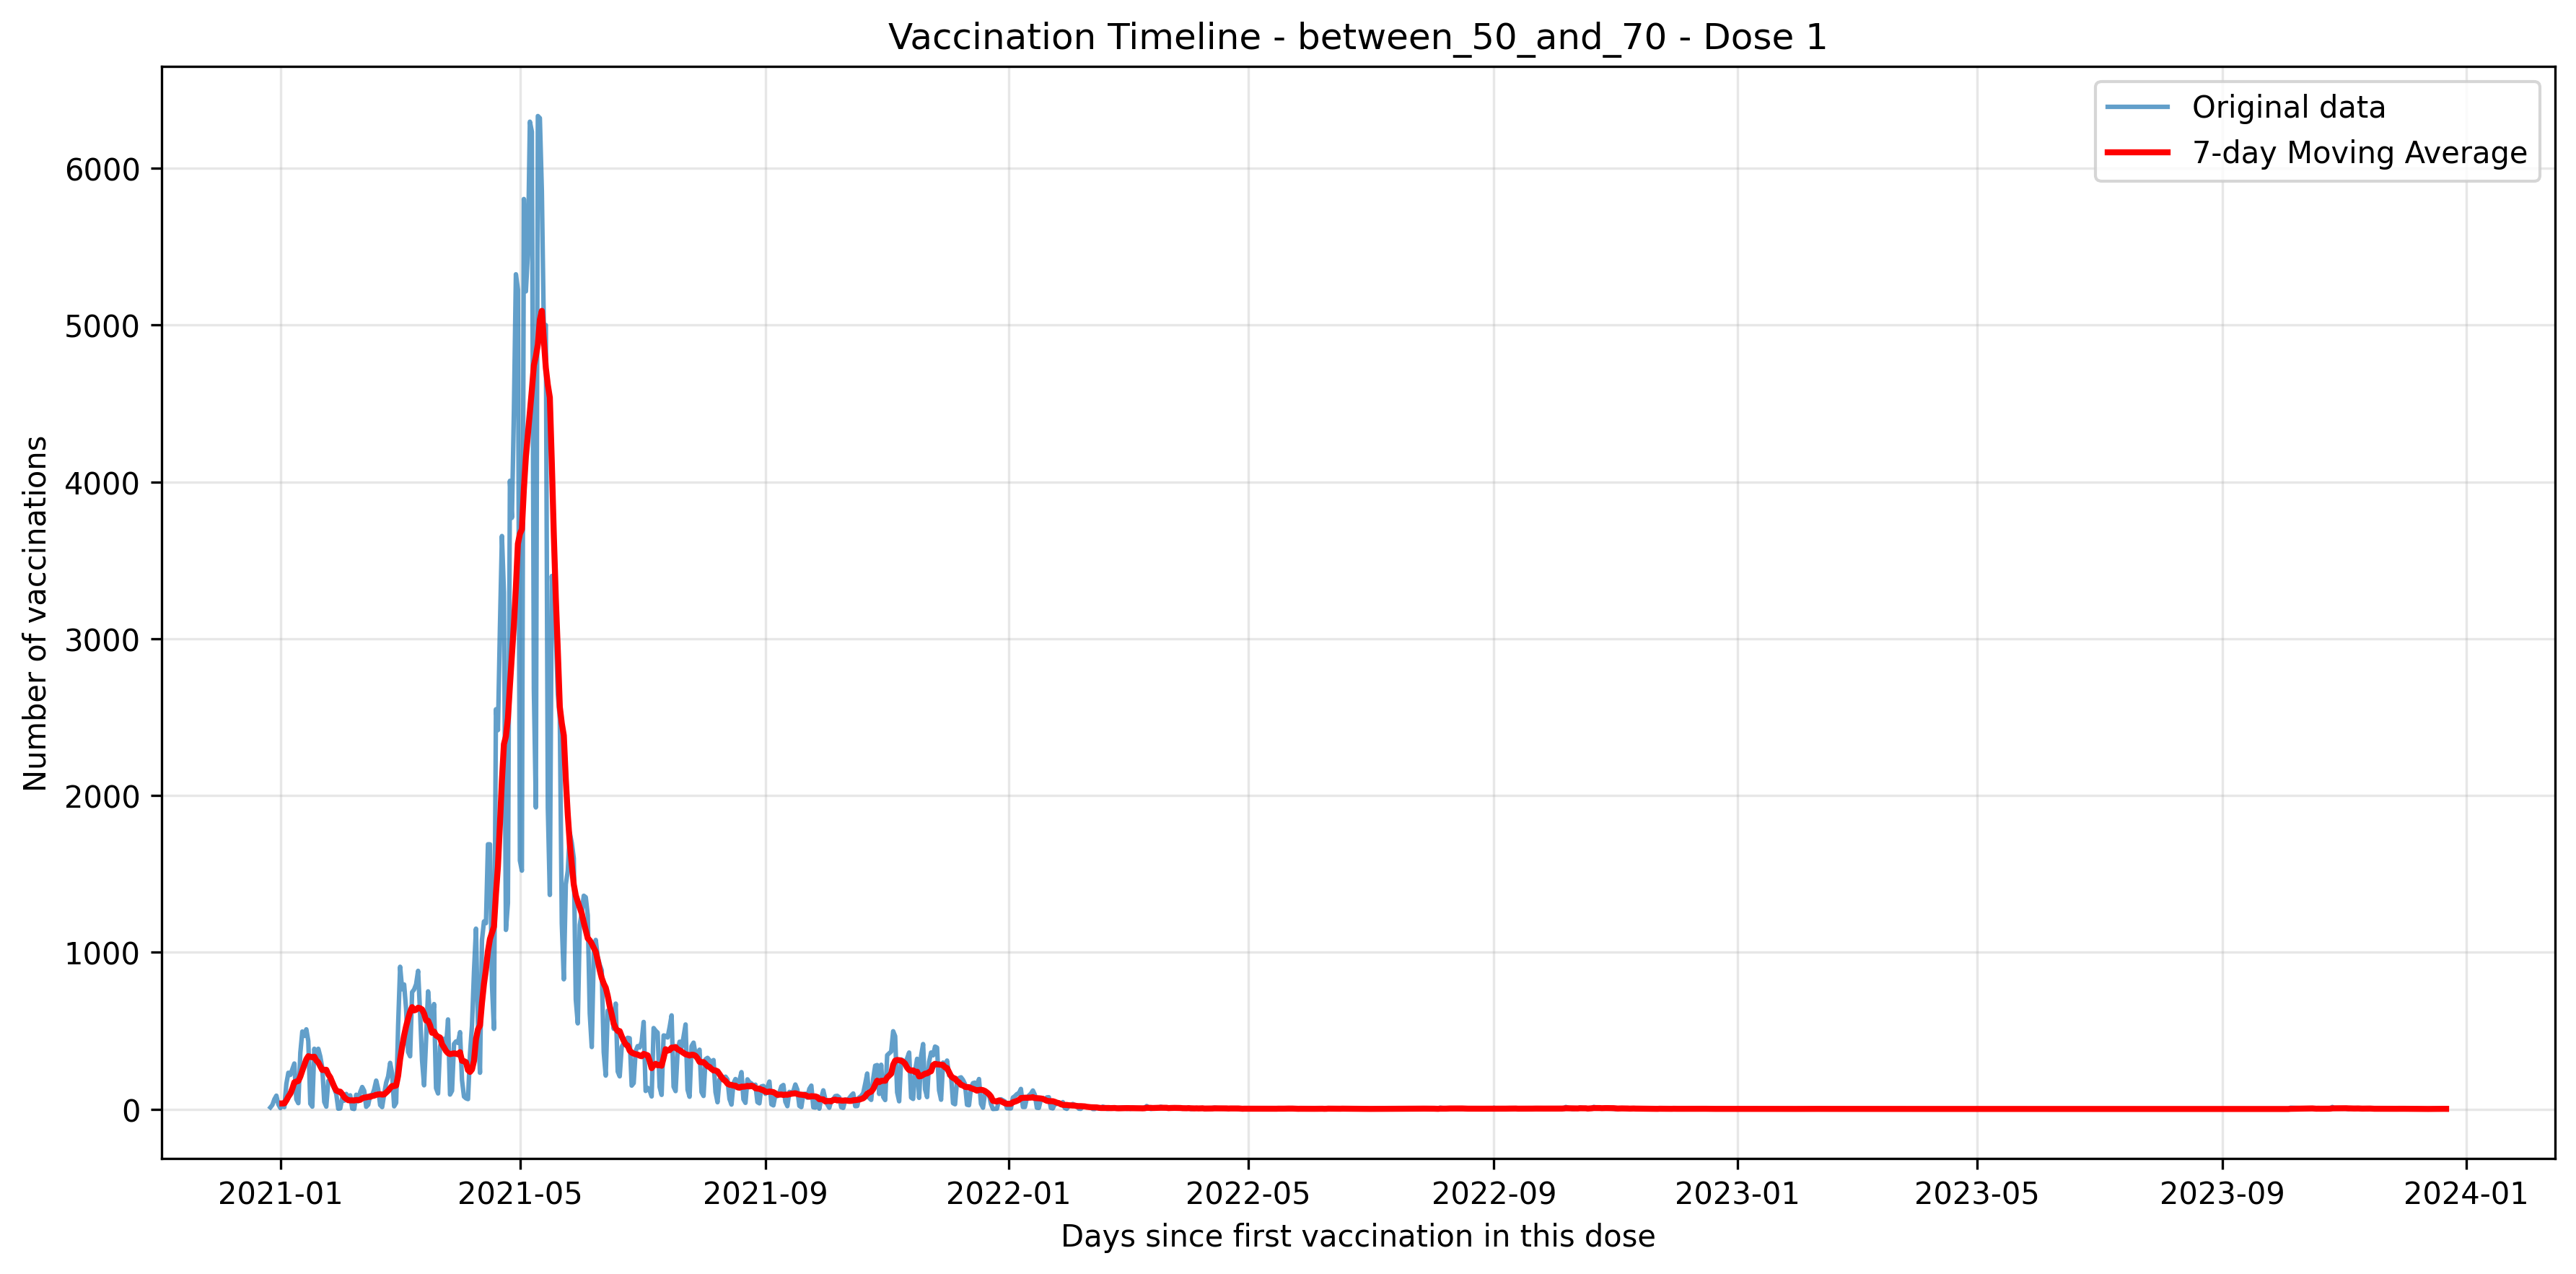 Vaccination Timeline - between_50_and_70 - Dose 1
Original data
7-day Moving Average
Number of vaccinations
6000
5000
4000
3000
2000
1000
0
2021-01 2021-05 2021-09 2022-01 2022-05 2022-09 2023-01 2023-05 2023-09 2024-01
Days since first vaccination in this dose